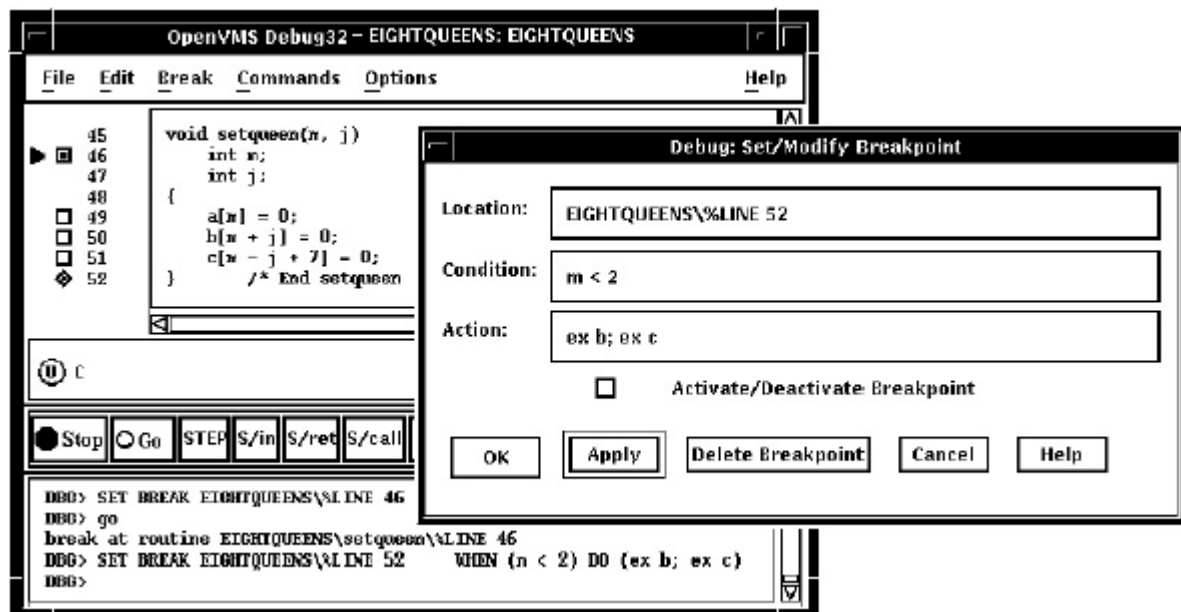 OpenVMS Debug32 – EIGHTQUEENS: EIGHTQUEENS
File Edit Break Commands Options Help
45 void setqueen(m, j)
46 int m;
47 int j;
48 {
49 a[m] = 0;
50 b[m + j] = 0;
51 c[m - j + 7] = 0;
52 } /* End setqueen
C
Stop Go STEP S/in S/ret S/call
DBG> SET BREAK EIGHTQUEENS\%LINE 46
DBG> go
break at routine EIGHTQUEENS\setqueen\%LINE 46
DBG> SET BREAK EIGHTQUEENS\%LINE 52 WHEN (m < 2) DO (ex b; ex c)
DBG>
Debug: Set/Modify Breakpoint
Location: EIGHTQUEENS\%LINE 52
Condition: m < 2
Action: ex b; ex c
Activate/Deactivate Breakpoint
OK Apply Delete Breakpoint Cancel Help